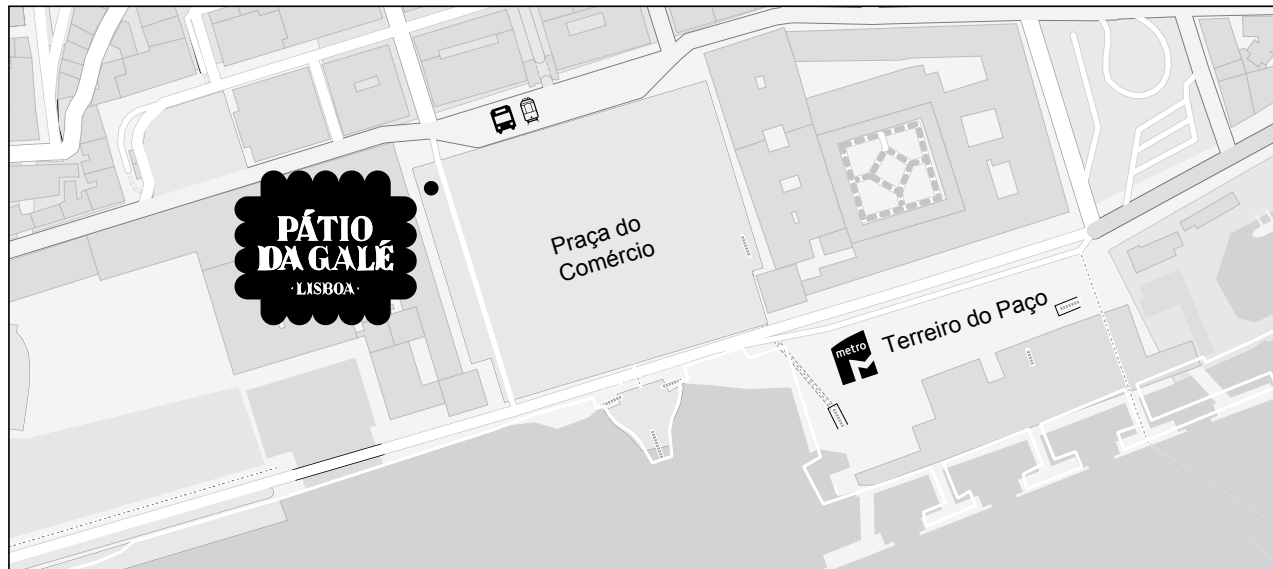 PÁTIO
DA GALÉ
· LISBOA ·
Praça do
Comércio
metro
Terreiro do Paço